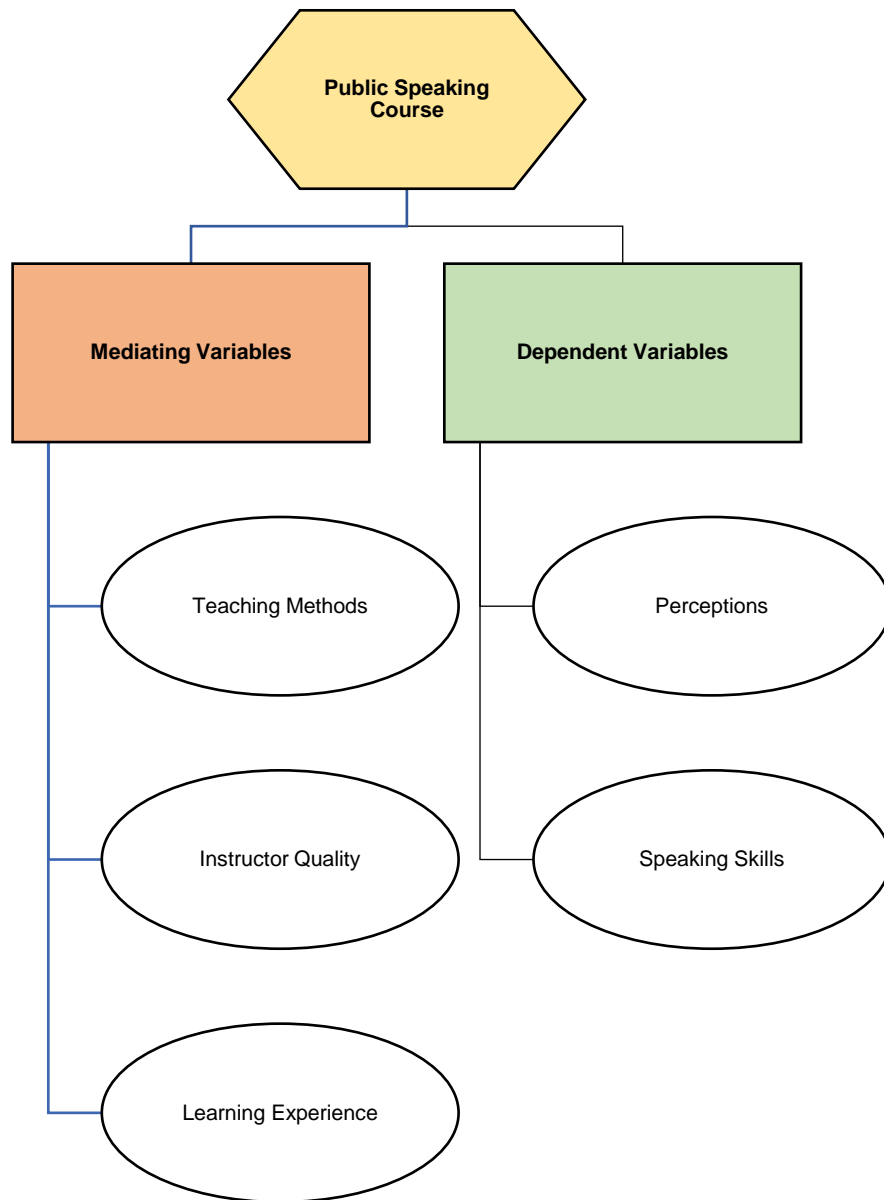 Public Speaking
Course
Mediating Variables
Dependent Variables
Teaching Methods
Perceptions
Instructor Quality
Speaking Skills
Learning Experience